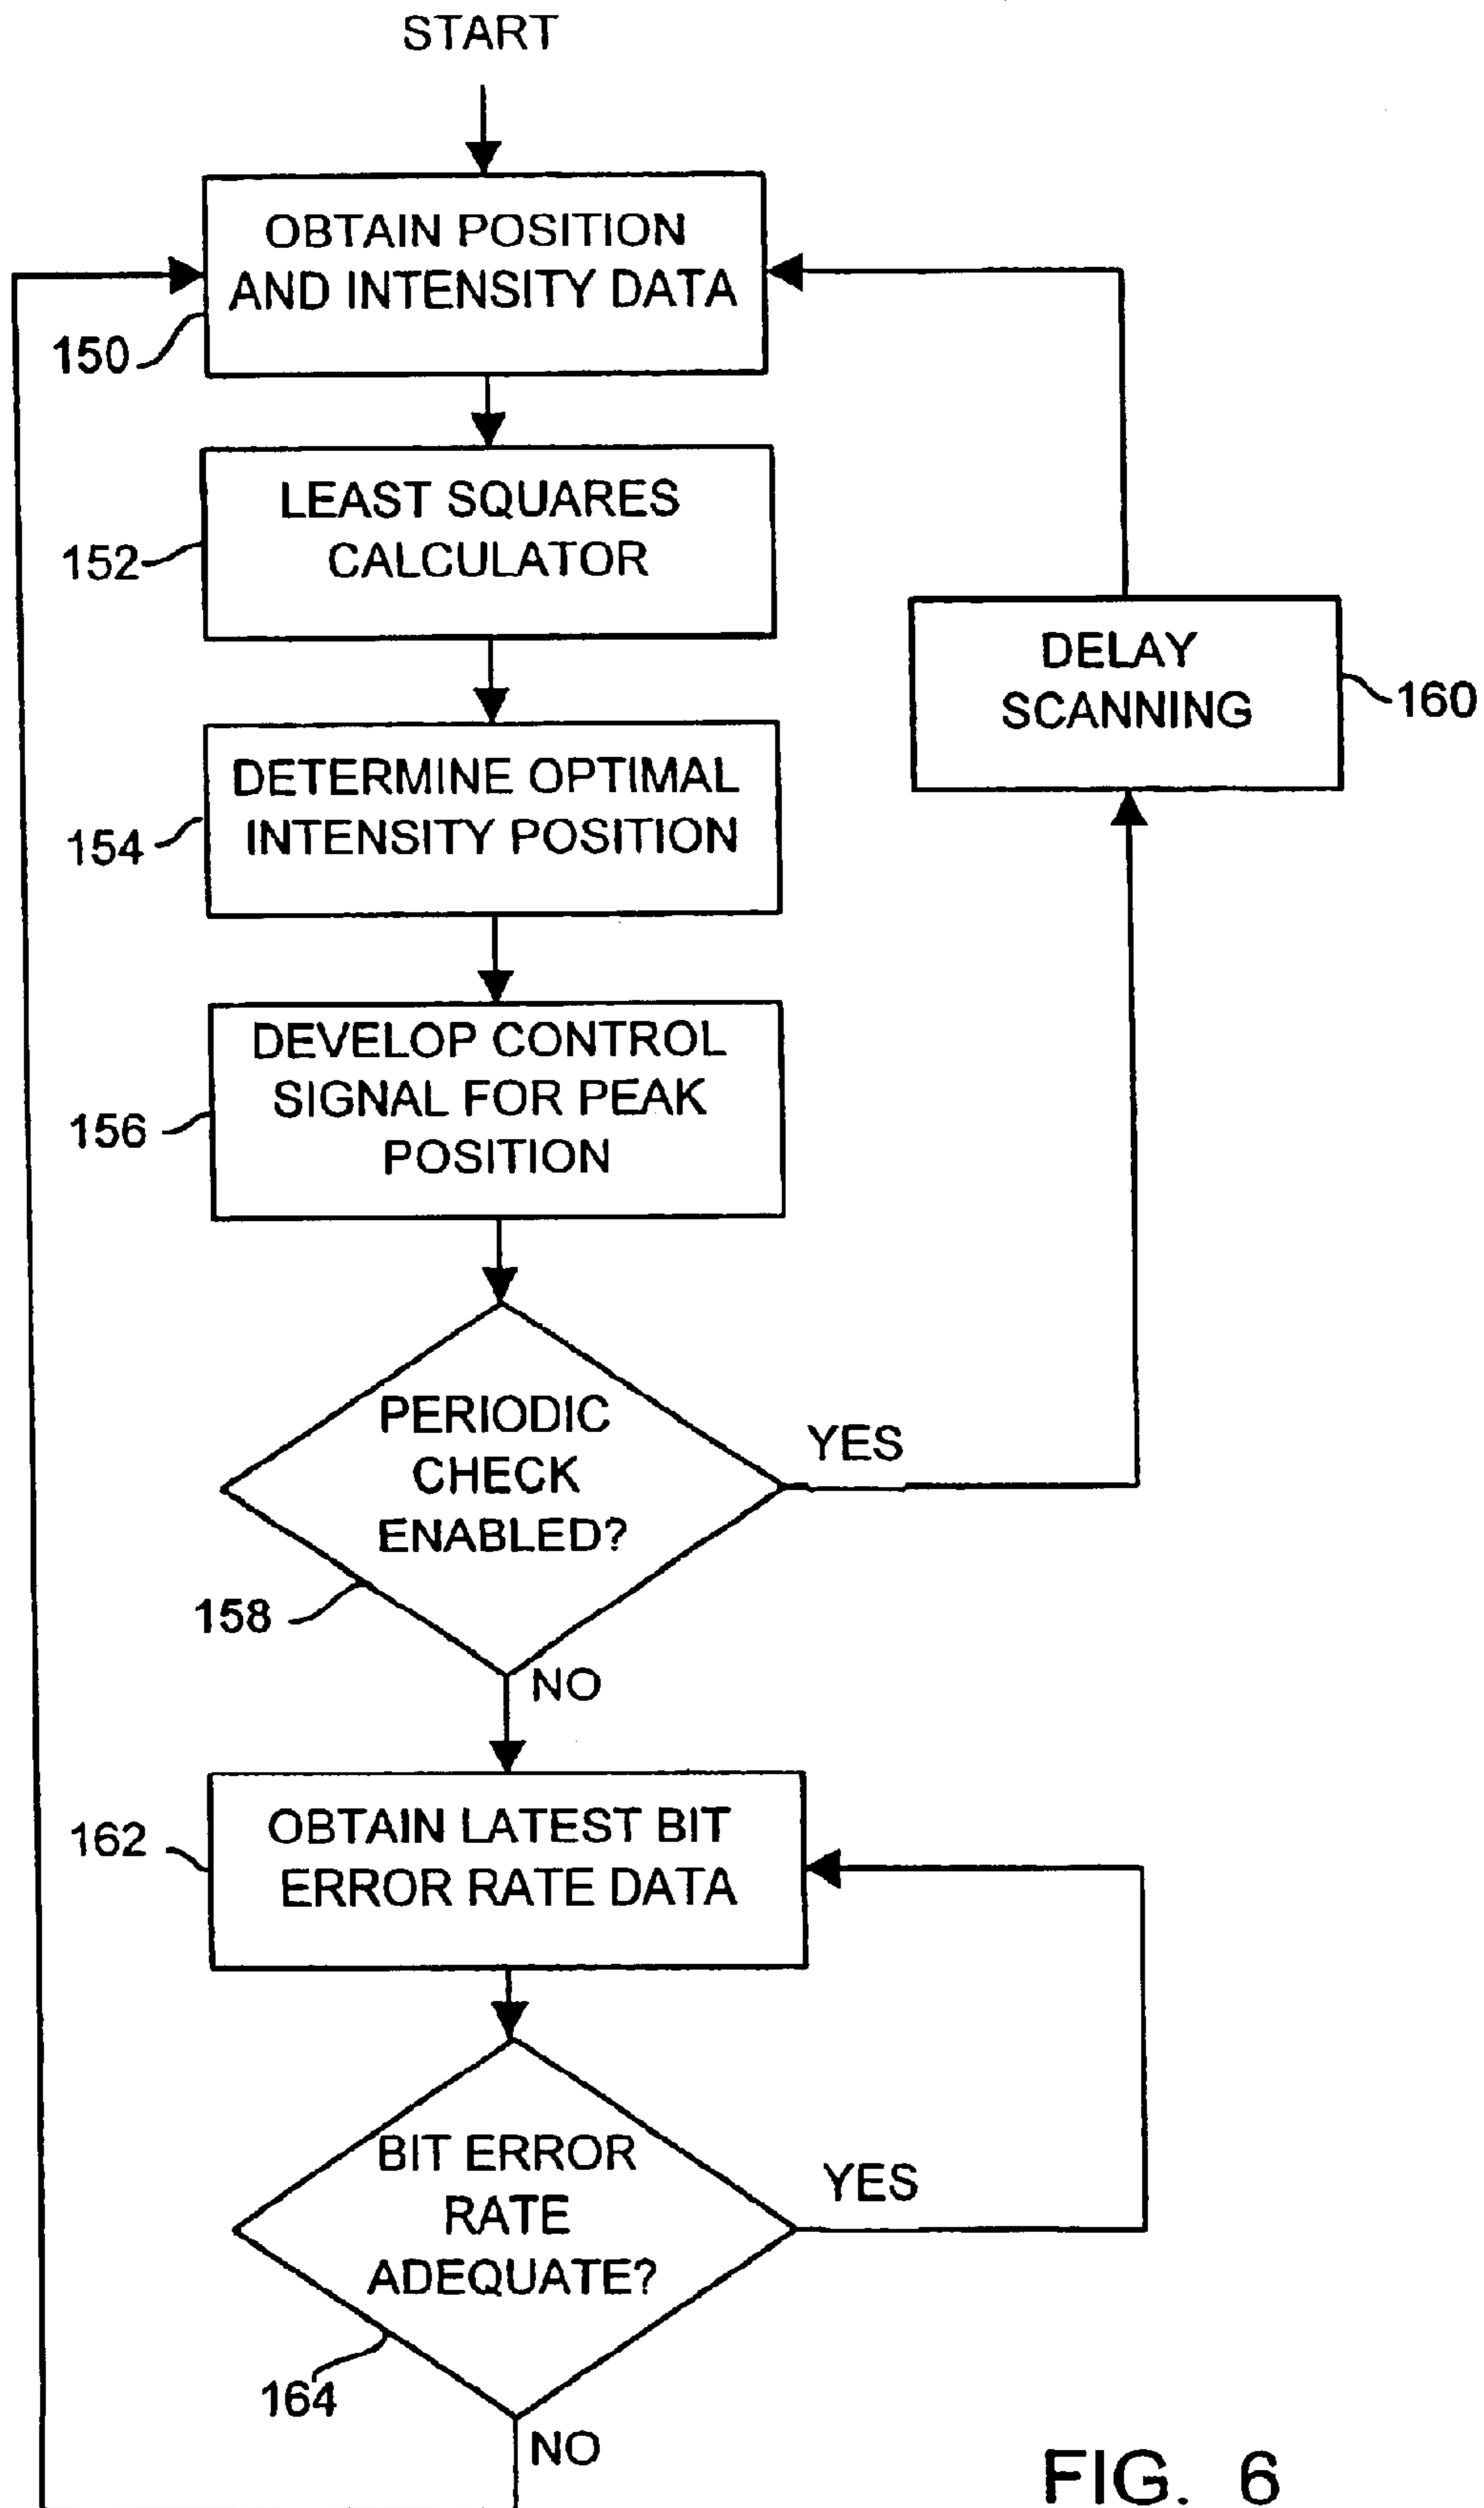 START
OBTAIN POSITION
AND INTENSITY DATA
150
LEAST SQUARES
CALCULATOR
152
DELAY
SCANNING
160
DETERMINE OPTIMAL
INTENSITY POSITION
154
DEVELOP CONTROL
SIGNAL FOR PEAK
POSITION
156
PERIODIC
CHECK
ENABLED?
YES
158
NO
OBTAIN LATEST BIT
ERROR RATE DATA
162
BIT ERROR
RATE
ADEQUATE?
YES
164
NO
FIG. 6